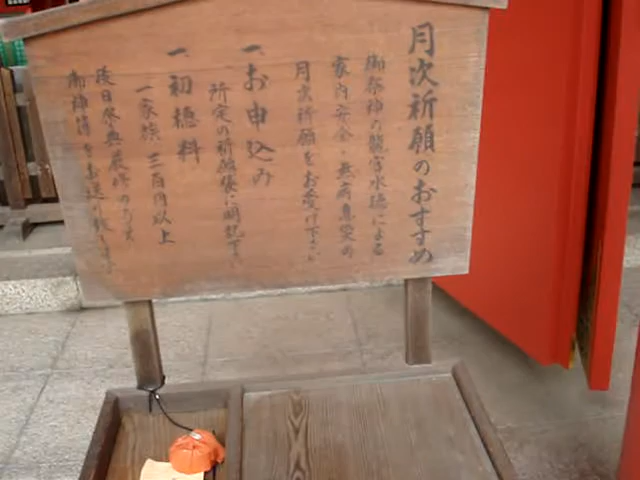 月次祈願のおすすめ
御祭神の御霊水徳による
家内安全・無病息災の
月次祈願をお受け下さい
一、お申込み
所定の祈願帳に御記下さい
一、初穂料
一家族 三百円以上
後日祭典厳修のうえ
御神符をお送り致します